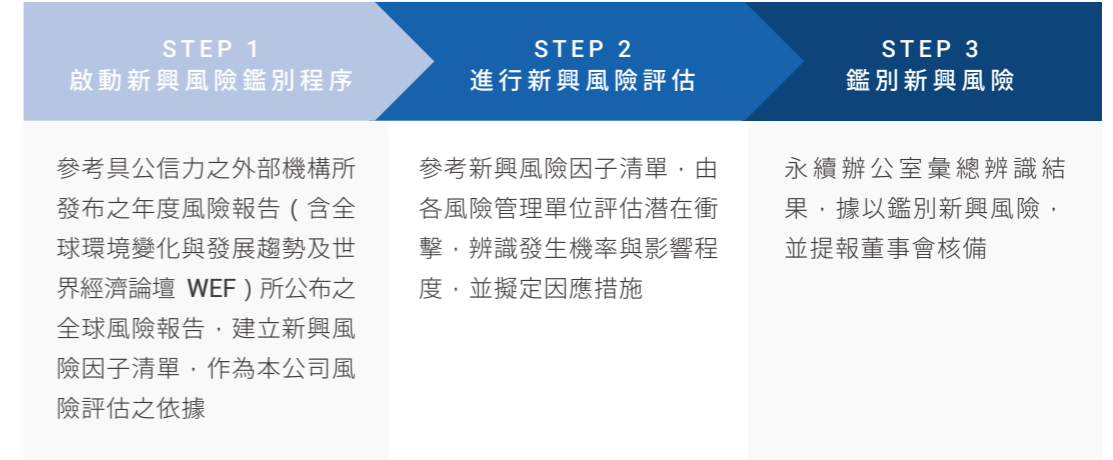 STEP 1
啟動新興風險鑑別程序
參考具公信力之外部機構所
發布之年度風險報告（含全
球環境變化與發展趨勢及世
界經濟論壇 WEF）所公布之
全球風險報告，建立新興風
險因子清單，作為本公司風
險評估之依據
STEP 2
進行新興風險評估
參考新興風險因子清單，由
各風險管理單位評估潛在衝
擊，辨識發生機率與影響程
度，並擬定因應措施
STEP 3
鑑別新興風險
永續辦公室彙總辨識結
果，據以鑑別新興風險，
並提報董事會核備